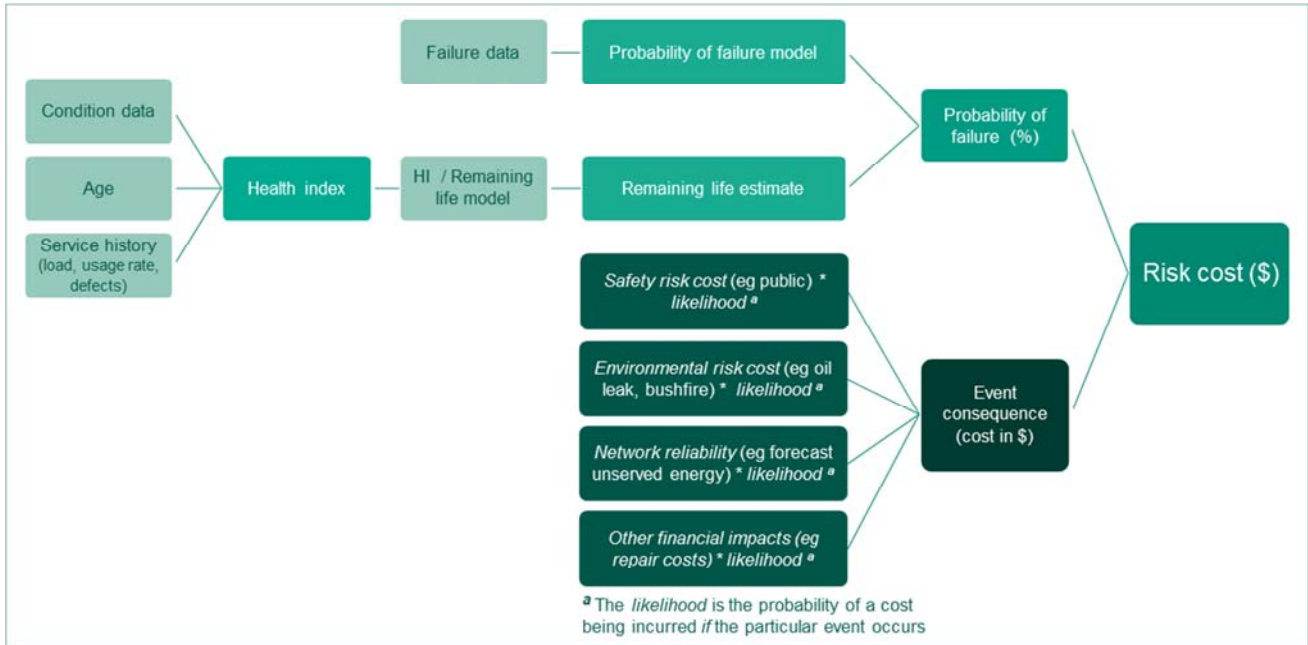 Failure data
Probability of failure model
Condition data
Probability of
failure (%)
Age
Health index
HI / Remaining
life model
Remaining life estimate
Service history
(load, usage rate,
defects)
Safety risk cost (eg public) *
likelihood a
Risk cost ($)
Environmental risk cost (eg oil
leak, bushfire) * likelihood a
Event
consequence
(cost in $)
Network reliability (eg forecast
unserved energy) * likelihood a
Other financial impacts (eg
repair costs) * likelihood a
a The likelihood is the probability of a cost
being incurred if the particular event occurs